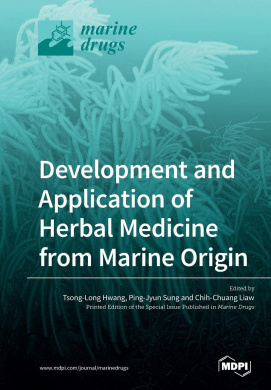 marine
drugs
Development and
Application of
Herbal Medicine
from Marine Origin
Edited by
Tsong-Long Hwang, Ping-Jyun Sung and Chih-Chuang Liaw
Printed Edition of the Special Issue Published in Marine Drugs
www.mdpi.com/journal/marinedrugs
MDPI